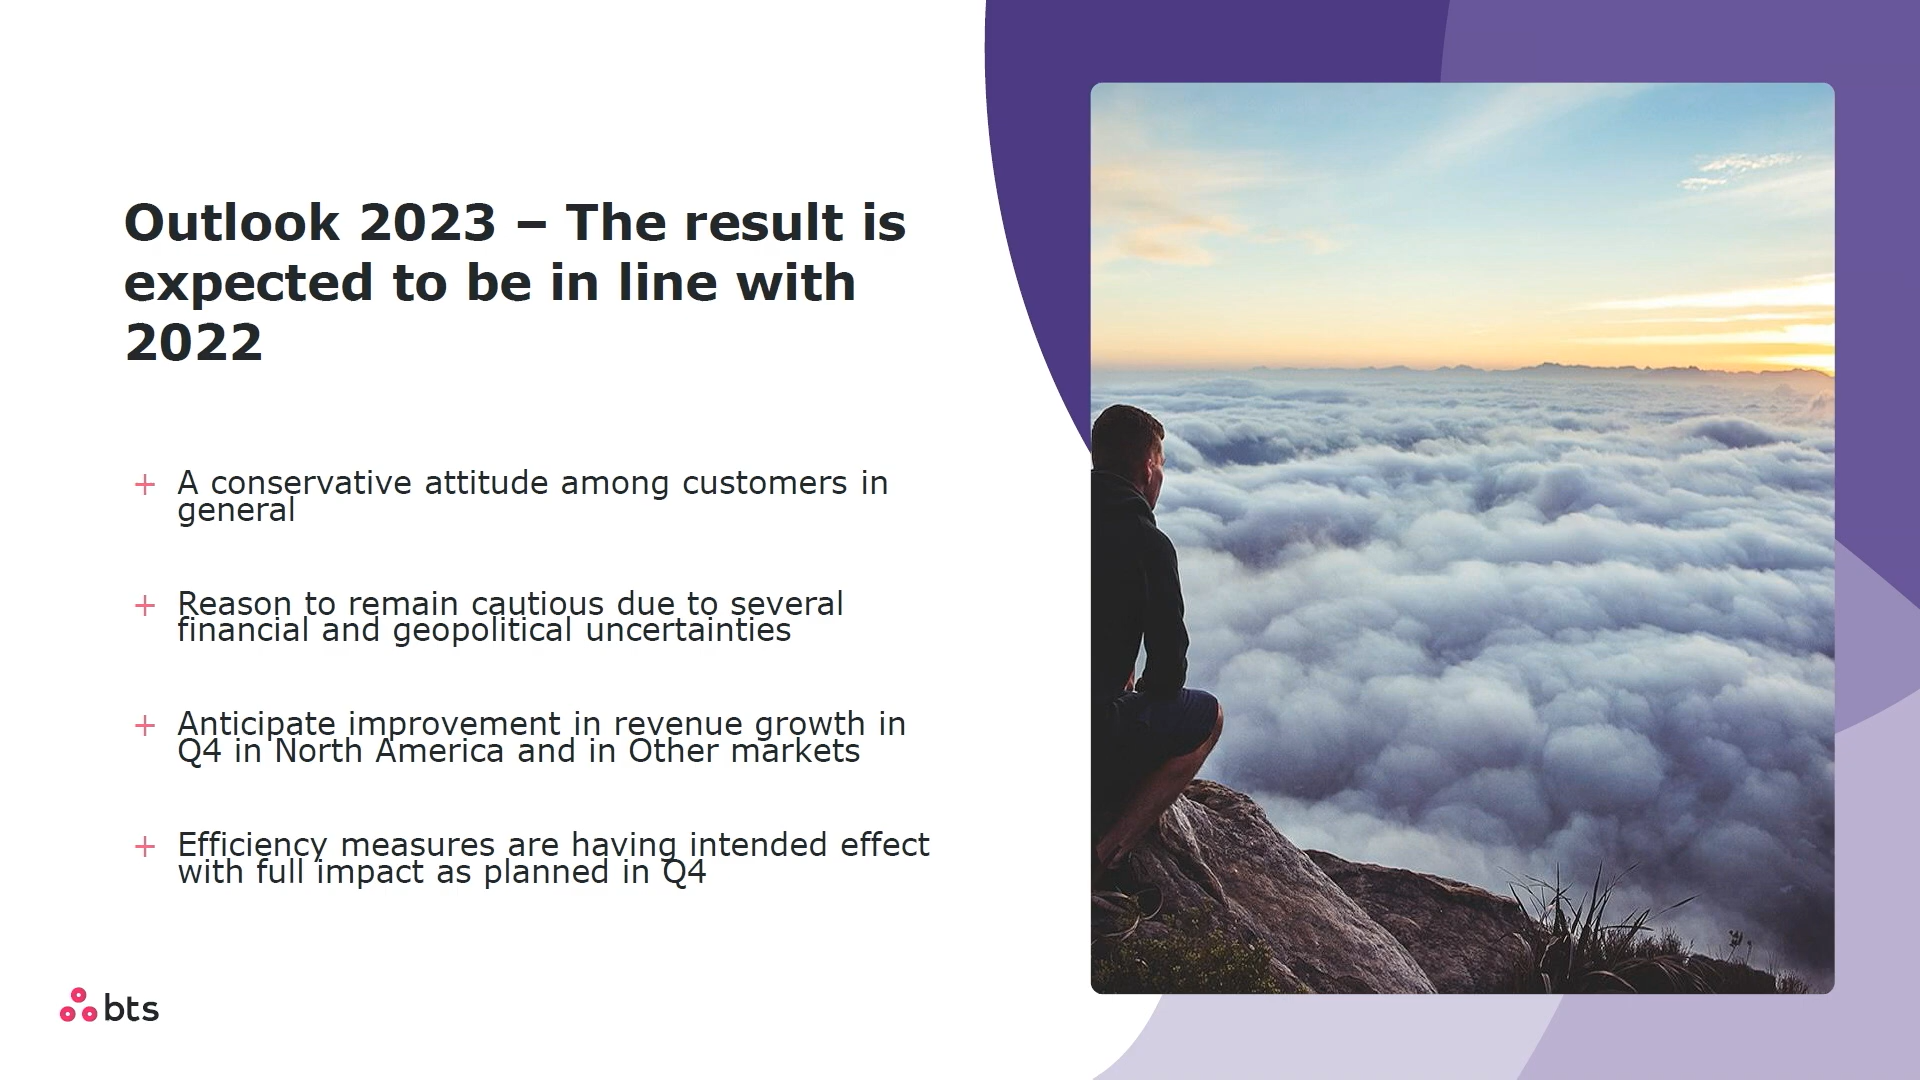 Outlook 2023 – The result is
expected to be in line with
2022
+ A conservative attitude among customers in
general
+ Reason to remain cautious due to several
financial and geopolitical uncertainties
+ Anticipate improvement in revenue growth in
Q4 in North America and in Other markets
+ Efficiency measures are having intended effect
with full impact as planned in Q4
bts